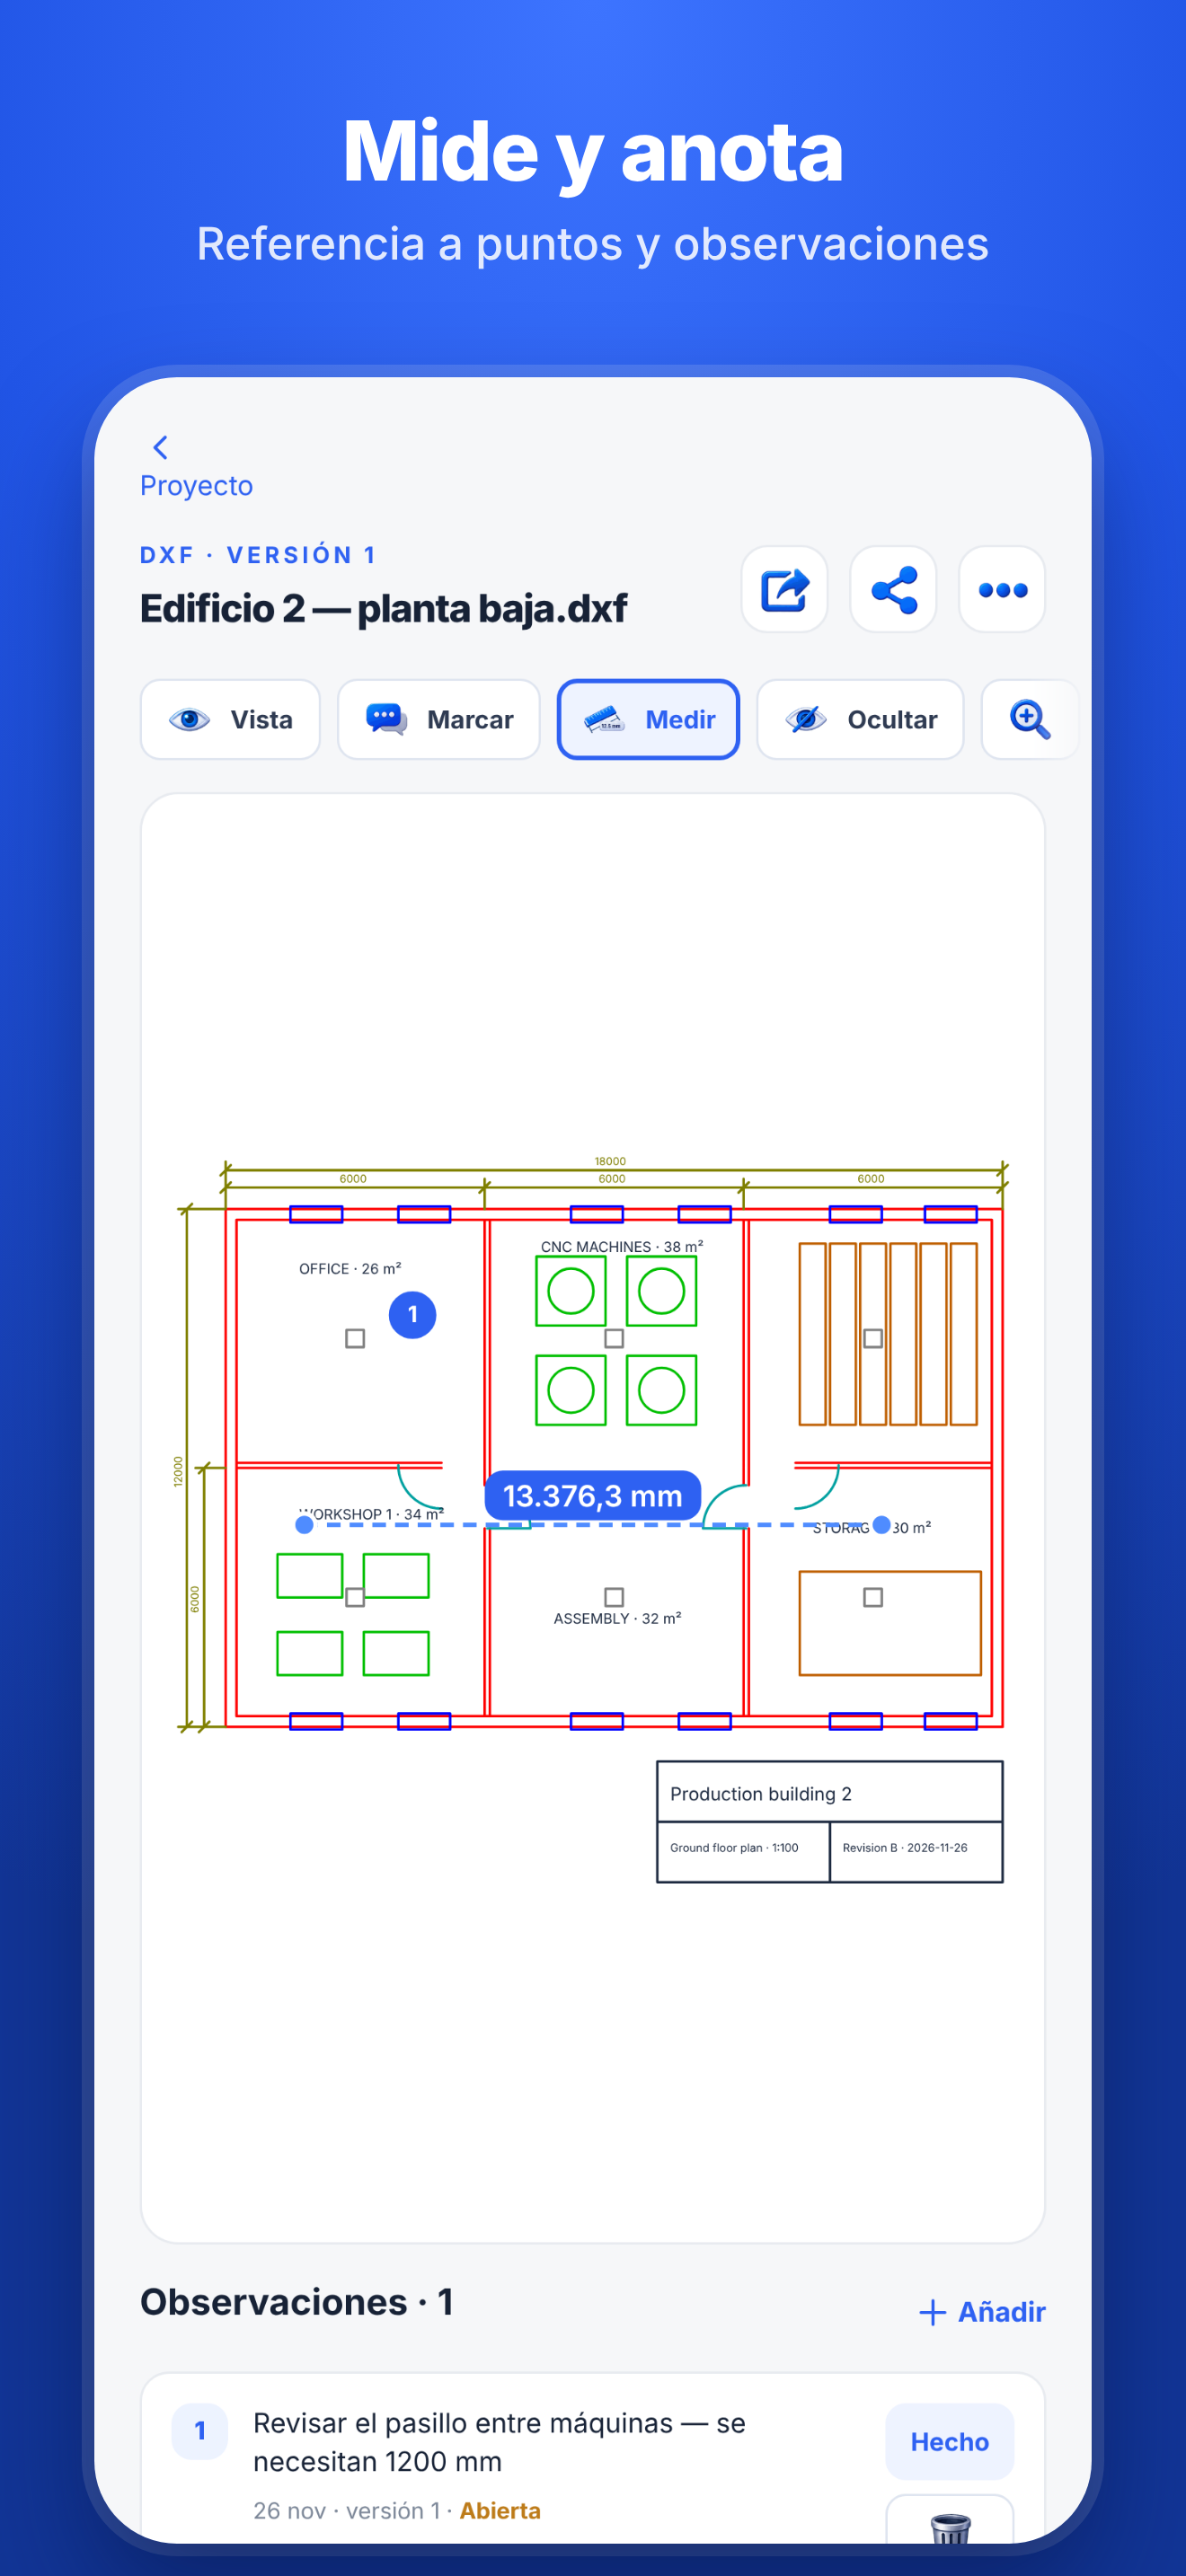 Mide y anota
Referencia a puntos y observaciones
Proyecto
DXF · VERSIÓN 1
Edificio 2 — planta baja.dxf
Vista
Marcar
Medir
Ocultar
18000
6000
6000
6000
CNC MACHINES · 38 m²
OFFICE · 26 m²
1
12000
13.376,3 mm
WORKSHOP 1 · 34 m²
30 m²
6000
ASSEMBLY · 32 m²
Production building 2
Ground floor plan · 1:100
Revision B · 2026-11-26
Observaciones · 1
+ Añadir
1
Revisar el pasillo entre máquinas — se
necesitan 1200 mm
Hecho
26 nov · versión 1 · Abierta